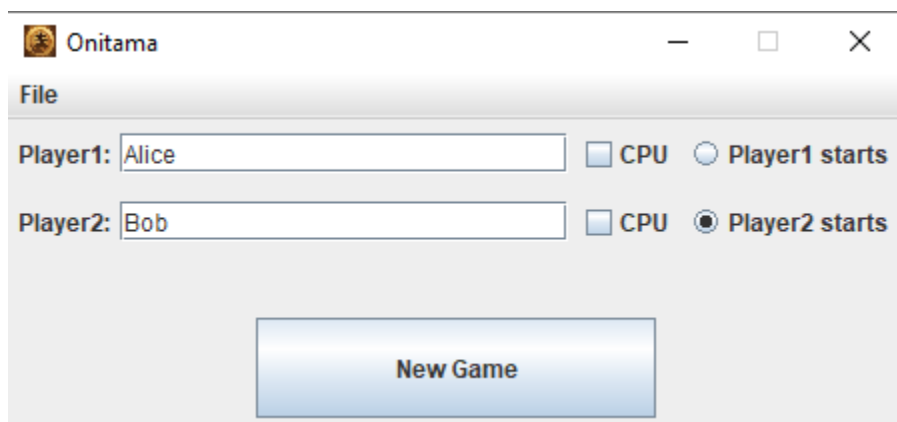 Onitama
File
Player1: Alice CPU Player1 starts
Player2: Bob CPU Player2 starts
New Game